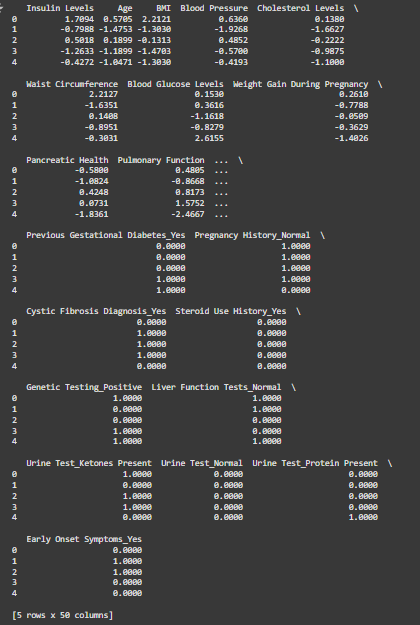 Insulin Levels Age BMI Blood Pressure Cholesterol Levels \
0 1.7094 0.5705 2.2121 0.6360 0.1380
1 -0.7988 -1.4753 -1.3030 -1.9268 -1.6627
2 0.5018 0.1899 -0.1313 0.4852 -0.2222
3 -1.2633 -1.1899 -1.4703 -0.5700 -0.9875
4 -0.4272 -1.0471 -1.3030 -0.4193 -1.1000
Waist Circumference Blood Glucose Levels Weight Gain During Pregnancy \
0 2.2127 0.1530 0.2610
1 -1.6351 0.3616 -0.7788
2 0.1408 -1.1618 -0.0509
3 -0.8951 -0.8279 -0.3629
4 -0.3031 2.6155 -1.4026
Pancreatic Health Pulmonary Function ... \
0 -0.5800 0.4805 ...
1 -1.0824 -0.8668 ...
2 0.4248 0.8173 ...
3 0.0731 1.5752 ...
4 -1.8361 -2.4667 ...
Previous Gestational Diabetes_Yes Pregnancy History_Normal \
0 0.0000 1.0000
1 0.0000 1.0000
2 0.0000 1.0000
3 1.0000 1.0000
4 1.0000 0.0000
Cystic Fibrosis Diagnosis_Yes Steroid Use History_Yes \
0 0.0000 0.0000
1 1.0000 0.0000
2 1.0000 0.0000
3 1.0000 0.0000
4 0.0000 0.0000
Genetic Testing_Positive Liver Function Tests_Normal \
0 1.0000 1.0000
1 0.0000 1.0000
2 0.0000 0.0000
3 1.0000 0.0000
4 1.0000 1.0000
Urine Test_Ketones Present Urine Test_Normal Urine Test_Protein Present \
0 1.0000 0.0000 0.0000
1 0.0000 0.0000 0.0000
2 1.0000 0.0000 0.0000
3 1.0000 0.0000 0.0000
4 0.0000 0.0000 1.0000
Early Onset Symptoms_Yes
0 0.0000
1 1.0000
2 1.0000
3 0.0000
4 0.0000
[5 rows x 50 columns]